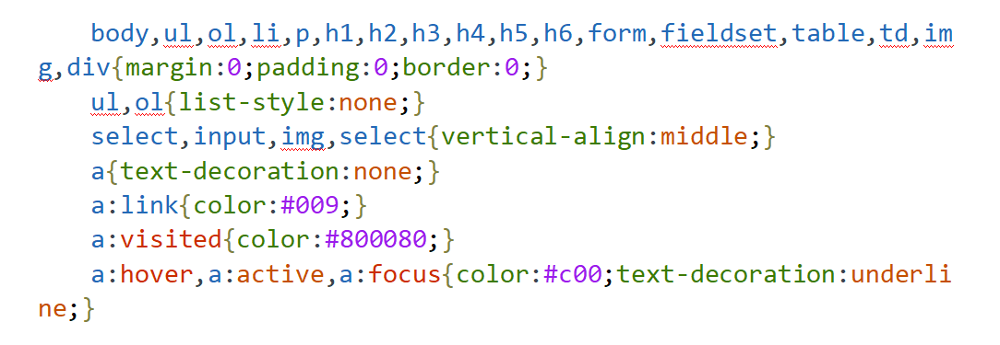 body,ul,ol,li,p,h1,h2,h3,h4,h5,h6,form,fieldset,table,td,im
g,div{margin:0;padding:0;border:0;}
ul,ol{list-style:none;}
select,input,img,select{vertical-align:middle;}
a{text-decoration:none;}
a:link{color:#009;}
a:visited{color:#800080;}
a:hover,a:active,a:focus{color:#c00;text-decoration:underli
ne;}